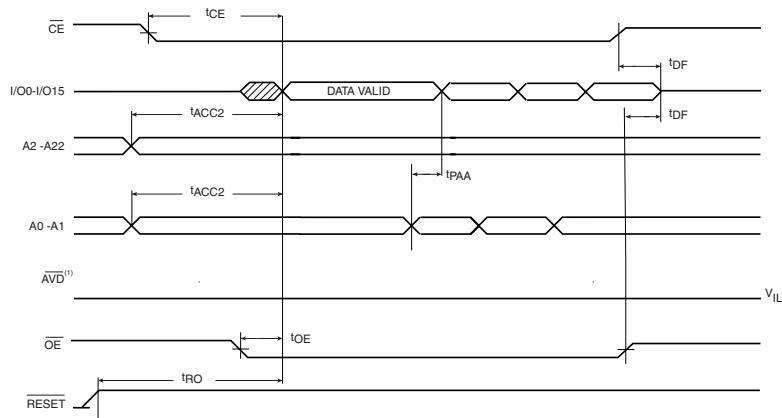 tCE
CE
tDF
I/O0-I/O15
DATA VALID
tACC2
tDF
A2 -A22
tPAA
tACC2
A0 -A1
AVD(1)
VIL
OE
tOE
tRO
RESET